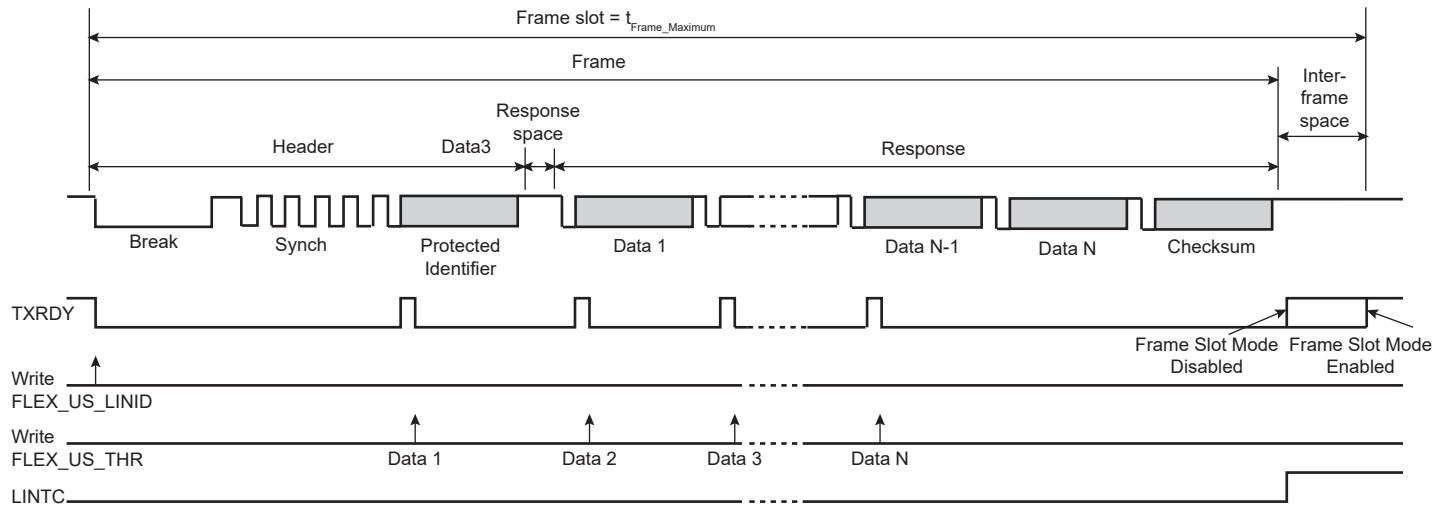 Frame slot = tFrame_Maximum
Frame
Inter-
frame
space
Response
space
Header
Data3
Response
Break
Synch
Protected
Identifier
Data 1
Data N-1
Data N
Checksum
TXRDY
Frame Slot Mode
Disabled
Frame Slot Mode
Enabled
Write
FLEX_US_LINID
Write
FLEX_US_THR
Data 1
Data 2
Data 3
Data N
LINTC